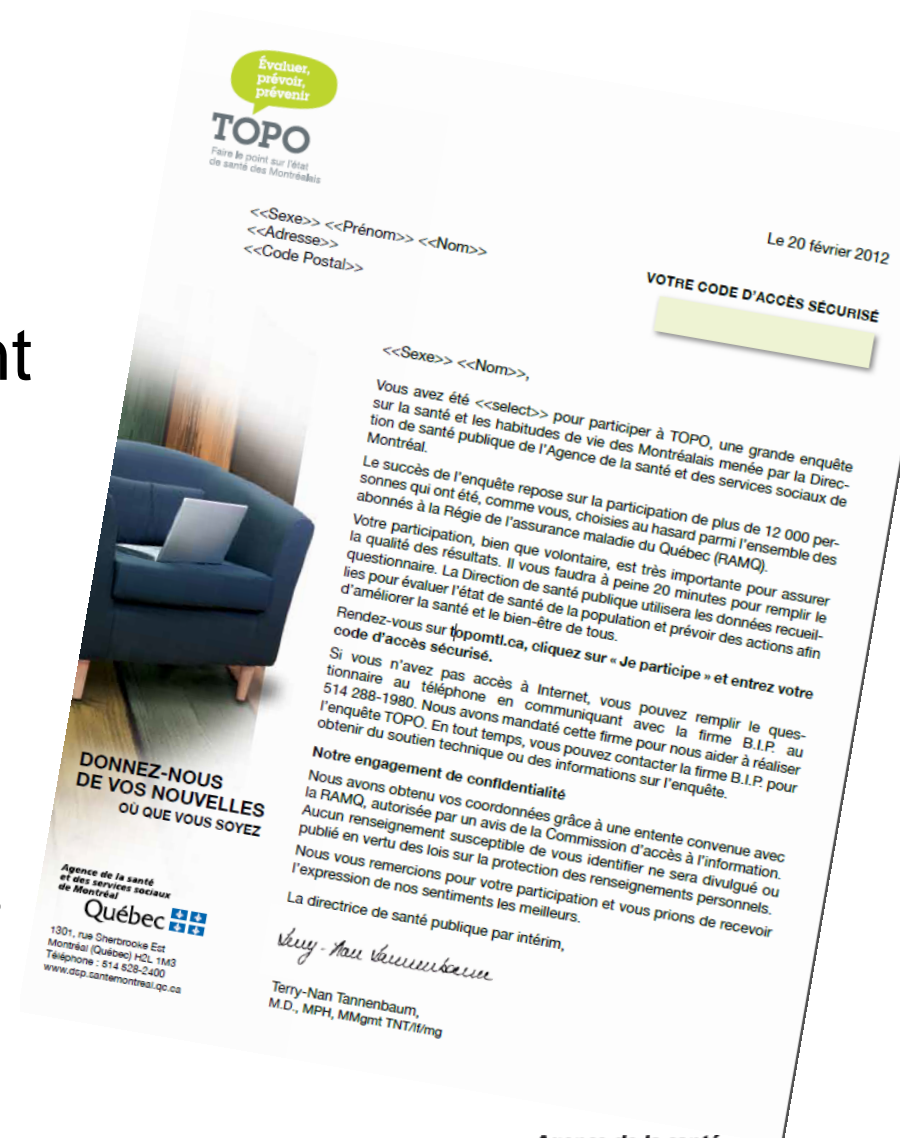 Évaluer,
prévoir,
prévenir
TOPO
Faire le point sur l'état
de santé des Montréalais
<<Sexe>> <<Prénom>> <<Nom>>
<<Adresse>>
<<Code Postal>>
Le 20 février 2012
VOTRE CODE D'ACCÈS SÉCURISÉ
nt
<<Sexe>> <<Nom>>,
Vous avez été <<select>> pour participer à TOPO, une grande enquête
sur la santé et les habitudes de vie des Montréalais menée par la Direc-
tion de santé publique de l'Agence de la santé et des services sociaux de
Montréal.
Le succès de l'enquête repose sur la participation de plus de 12 000 per-
sonnes qui ont été, comme vous, choisies au hasard parmi l'ensemble des
abonnés à la Régie de l'assurance maladie du Québec (RAMQ).
Votre participation, bien que volontaire, est très importante pour assurer
la qualité des résultats. Il vous faudra à peine 20 minutes pour remplir le
questionnaire. La Direction de santé publique utilisera les données recueil-
lies pour évaluer l'état de santé de la population et prévoir des actions afin
d'améliorer la santé et le bien-être de tous.
Rendez-vous sur topomtl.ca, cliquez sur « Je participe » et entrez votre
code d'accès sécurisé.
Si vous n'avez pas accès à Internet, vous pouvez remplir le ques-
tionnaire au téléphone en communiquant avec la firme B.I.P. au
514 288-1980. Nous avons mandaté cette firme pour nous aider à réaliser
l'enquête TOPO. En tout temps, vous pouvez contacter la firme B.I.P. pour
obtenir du soutien technique ou des informations sur l'enquête.
Notre engagement de confidentialité
Nous avons obtenu vos coordonnées grâce à une entente convenue avec
la RAMQ, autorisée par un avis de la Commission d'accès à l'information.
Aucun renseignement susceptible de vous identifier ne sera divulgué ou
publié en vertu des lois sur la protection des renseignements personnels.
Nous vous remercions pour votre participation et vous prions de recevoir
l'expression de nos sentiments les meilleurs.
La directrice de santé publique par intérim,
Terry-Nan Tannenbaum
Terry-Nan Tannenbaum,
M.D., MPH, MMgmt TNT/lf/mg
DONNEZ-NOUS
DE VOS NOUVELLES
OÙ QUE VOUS SOYEZ
Agence de la santé
et des services sociaux
de Montréal
Québec
1301, rue Sherbrooke Est
Montréal (Québec) H2L 1M3
Téléphone : 514 528-2400
www.dcp.santemontreal.qc.ca
Agence de la santé